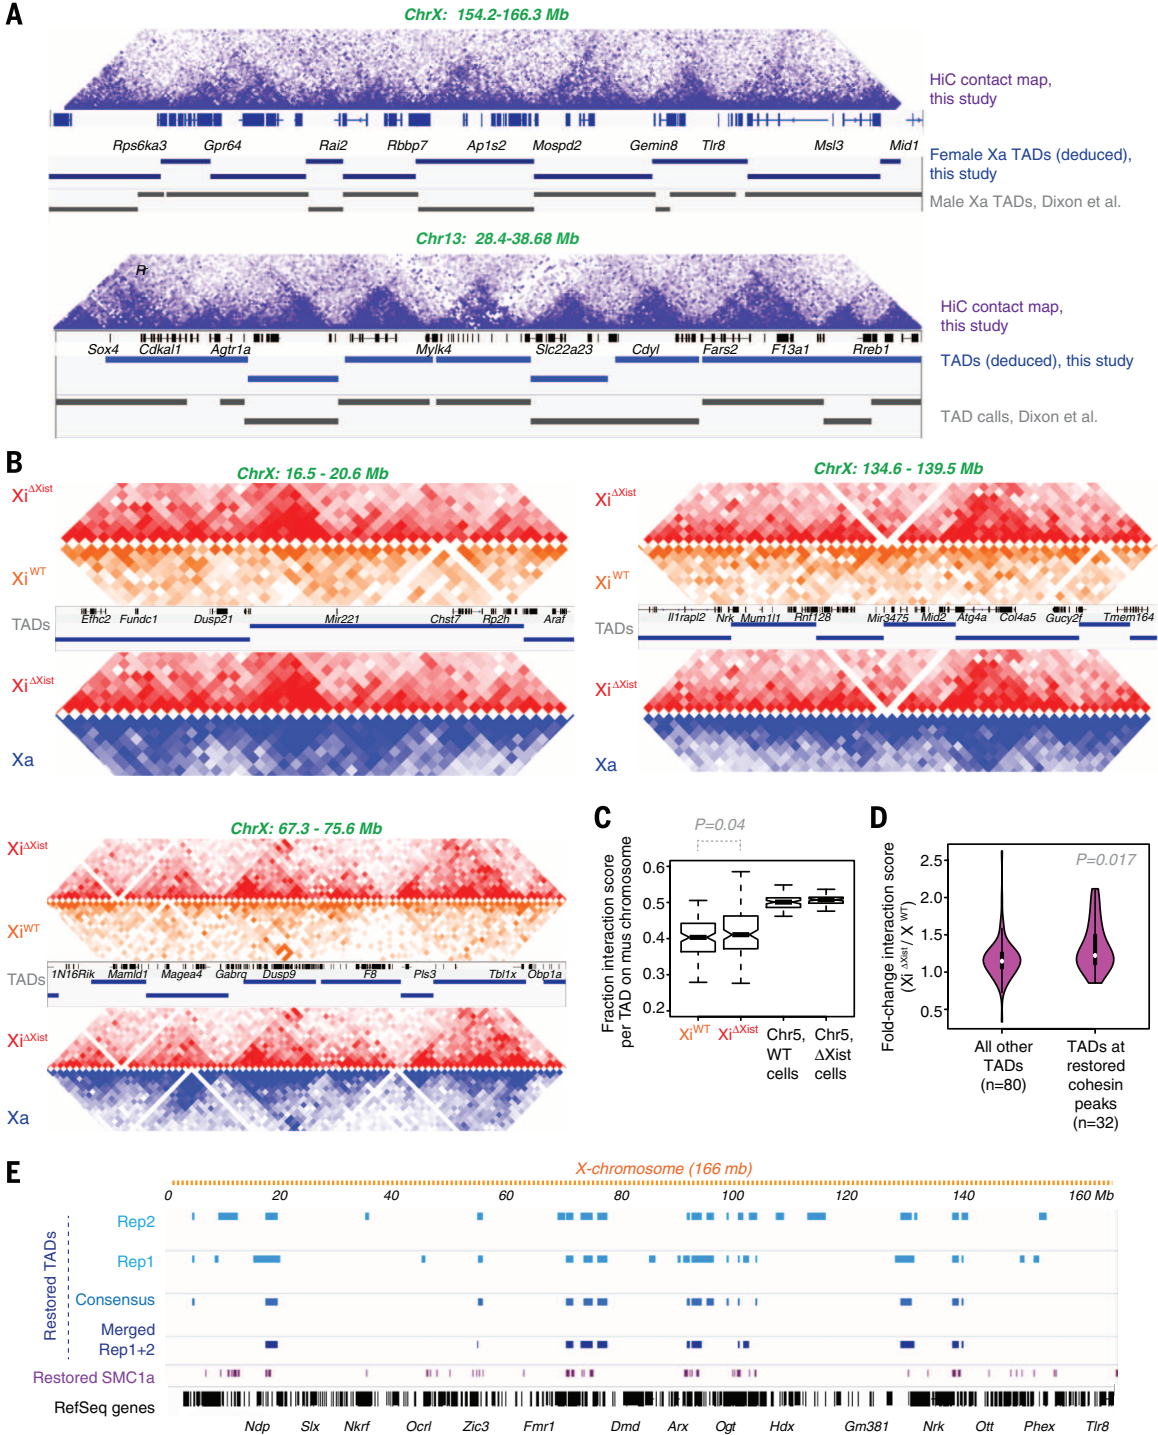 A
ChrX: 154.2-166.3 Mb
HiC contact map,
this study
Rps6ka3 Gpr64 Rai2 Rbbp7 Ap1s2 Mospd2 Gemin8 Tlr8 Msl3 Mid1
Female Xa TADs (deduced),
this study
Male Xa TADs, Dixon et al.
Chr13: 28.4-38.68 Mb
HiC contact map,
this study
Sox4 Cdkal1 Agtr1a Mylk4 Slc22a23 Cdyl Fars2 F13a1 Rreb1
TADs (deduced), this study
TAD calls, Dixon et al.
B
ChrX: 16.5 - 20.6 Mb
XiΔXist
XiWT
TADs
Efhc2 Fundc1 Dusp21 Mir221 Chst7 Rp2h Araf
XiΔXist
Xa
ChrX: 134.6 - 139.5 Mb
XiΔXist
XiWT
TADs
Il1rapl2 Nrk Mum1l1 Rnf128 Mir3475 Mid2 Atg4a Col4a5 Gucy2f Tmem164
XiΔXist
Xa
ChrX: 67.3 - 75.6 Mb
XiΔXist
XiWT
TADs
1N16Rik Mamld1 Magea4 Gabrq Dusp9 F8 Pls3 Tbl1x Obp1a
XiΔXist
Xa
C
P=0.04
Fraction interaction score
per TAD on mus chromosome
0.6
0.5
0.4
0.3
0.2
XiWT XiΔXist Chr5, WT cells Chr5, ΔXist cells
D
P=0.017
Fold-change interaction score
(Xi ΔXist / X WT)
2.5
2.0
1.5
1.0
0.5
All other
TADs
(n=80)
TADs at
restored
cohesin
peaks
(n=32)
E
X-chromosome (166 mb)
0 20 40 60 80 100 120 140 160 Mb
Restored TADs
Rep2
Rep1
Consensus
Merged
Rep1+2
Restored SMC1a
RefSeq genes
Ndp Slx Nkrf Ocrl Zic3 Fmr1 Dmd Arx Ogt Hdx Gm381 Nrk Ott Phex Tlr8